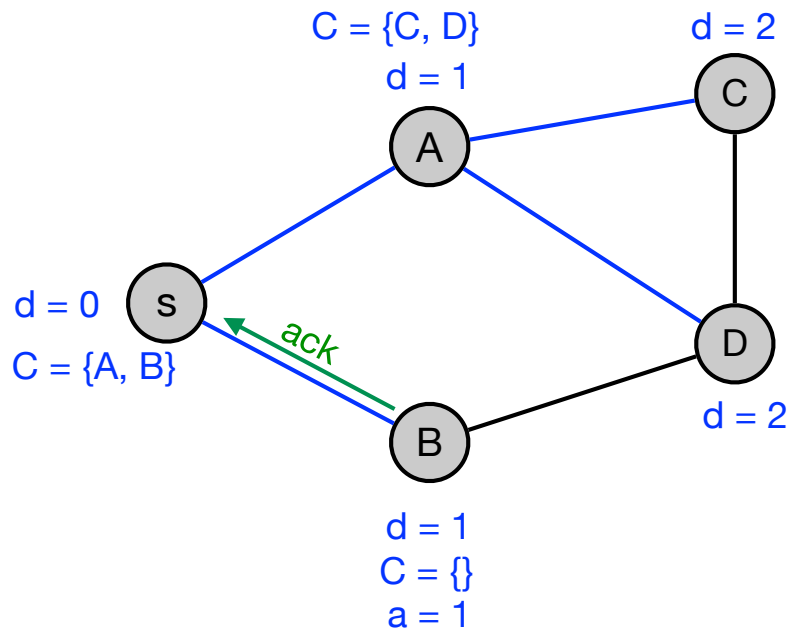 C = {C, D}
d = 1
d = 2
C
A
s
d = 0
C = {A, B}
ack
D
d = 2
B
d = 1
C = {}
a = 1